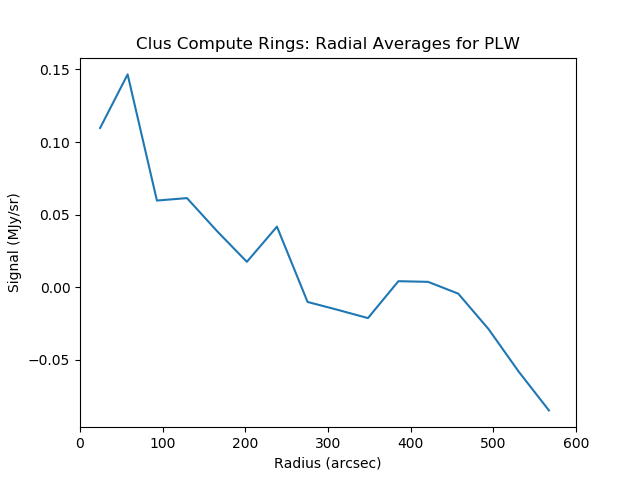 Clus Compute Rings: Radial Averages for PLW
0.15
0.10
0.05
0.00
−0.05
Signal (MJy/sr)
0 100 200 300 400 500 600
Radius (arcsec)